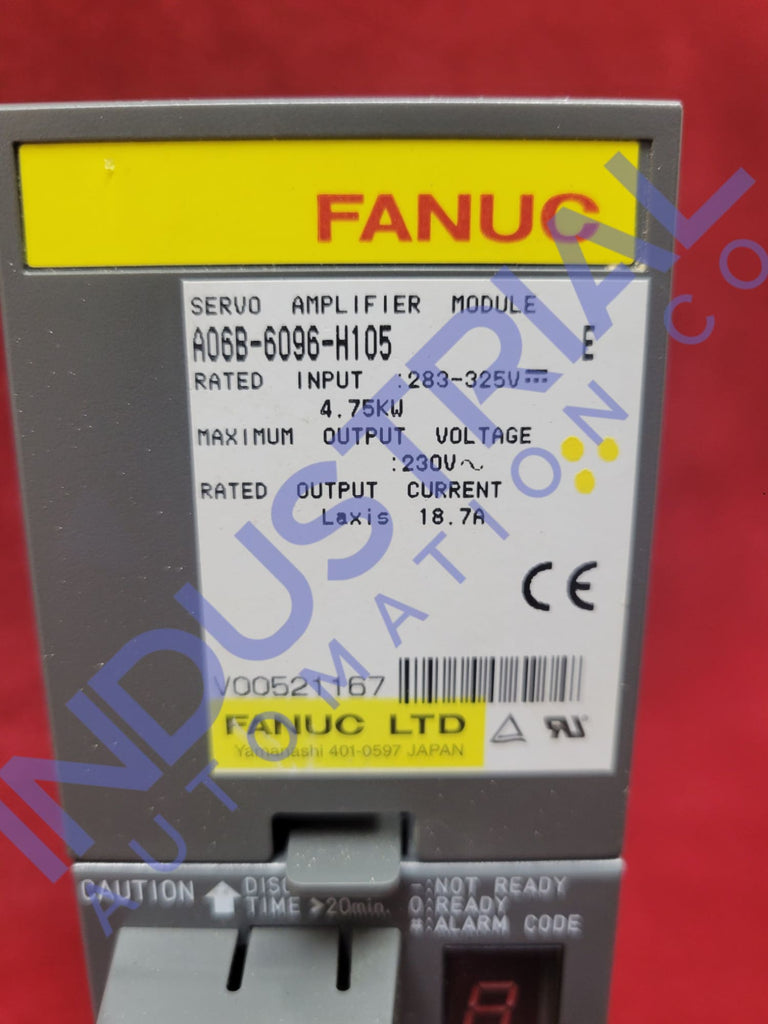 FANUC
SERVO AMPLIFIER MODULE
A06B-6096-H105 E
RATED INPUT :283-325V⎓
4.75KW
MAXIMUM OUTPUT VOLTAGE
:230V~
RATED OUTPUT CURRENT
Laxis 18.7A
CE
V00521167
FANUC LTD
Yamanashi 401-0597 JAPAN
CAUTION
TIME >20min.
-:NOT READY
0:READY
#:ALARM CODE
INDUSTRIAL
AUTOMATION CO